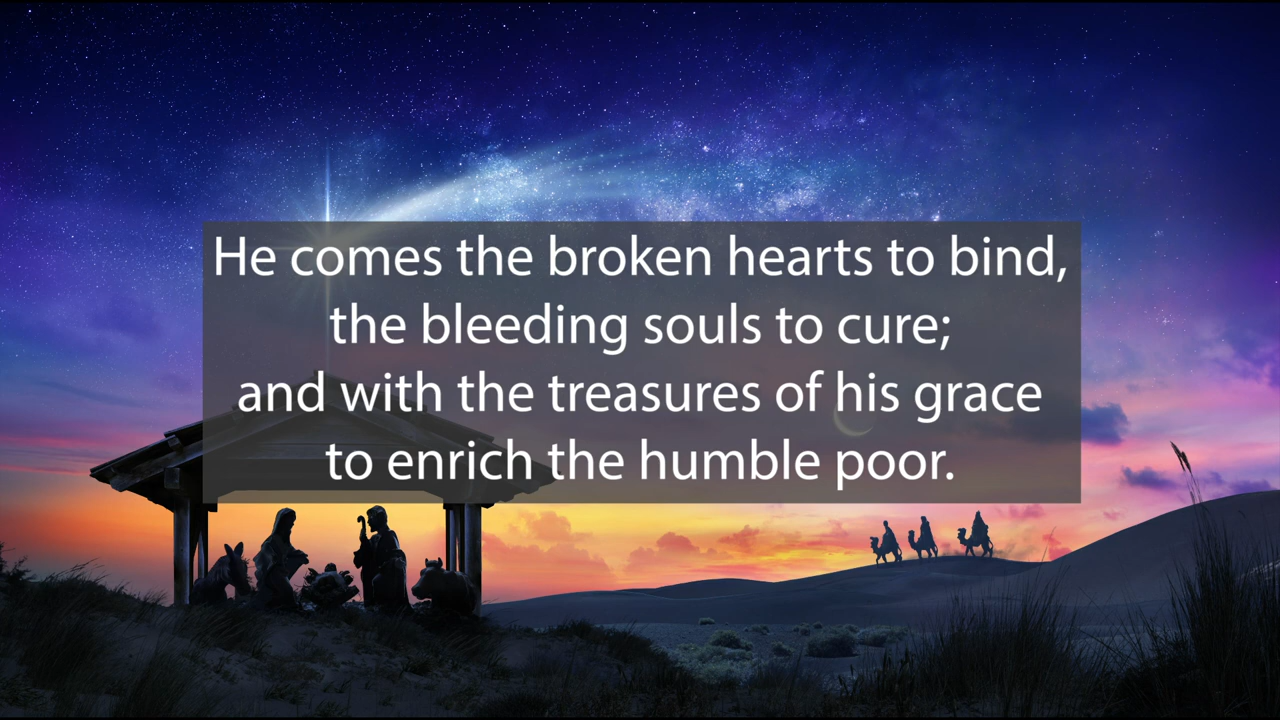 He comes the broken hearts to bind,
the bleeding souls to cure;
and with the treasures of his grace
to enrich the humble poor.